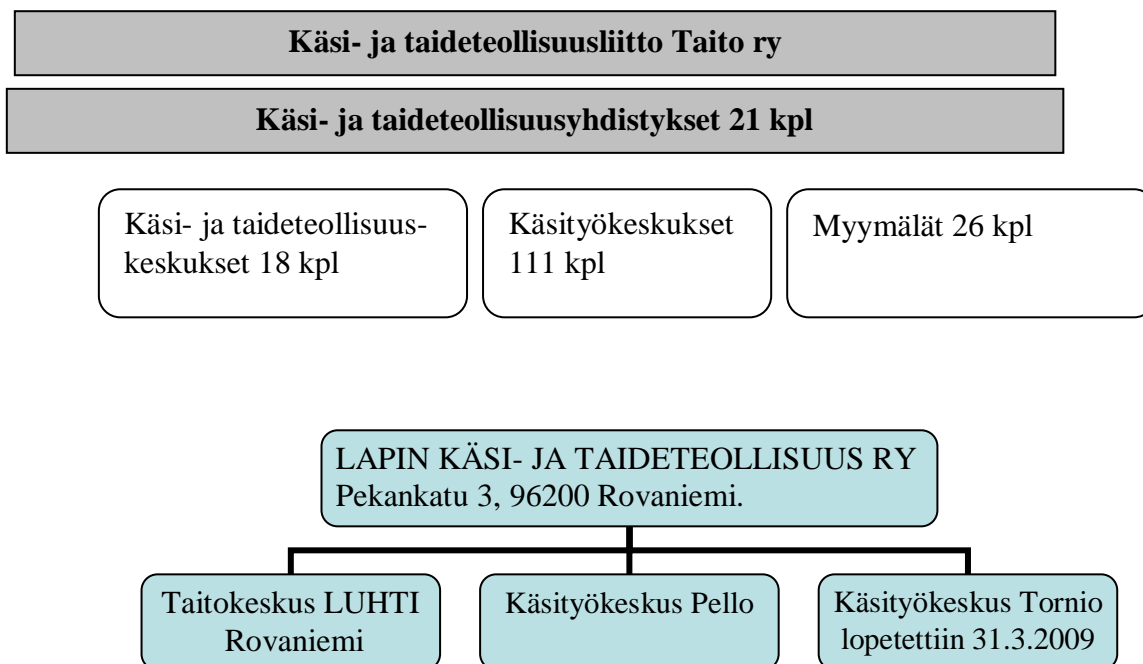 Käsi- ja taideteollisuusliitto Taito ry
Käsi- ja taideteollisuusyhdistykset 21 kpl
Käsi- ja taideteollisuus-
keskukset 18 kpl
Käsityökeskukset
111 kpl
Myymälät 26 kpl
LAPIN KÄSI- JA TAIDETEOLLISUUS RY
Pekankatu 3, 96200 Rovaniemi.
Taitokeskus LUHTI
Rovaniemi
Käsityökeskus Pello
Käsityökeskus Tornio
lopetettiin 31.3.2009